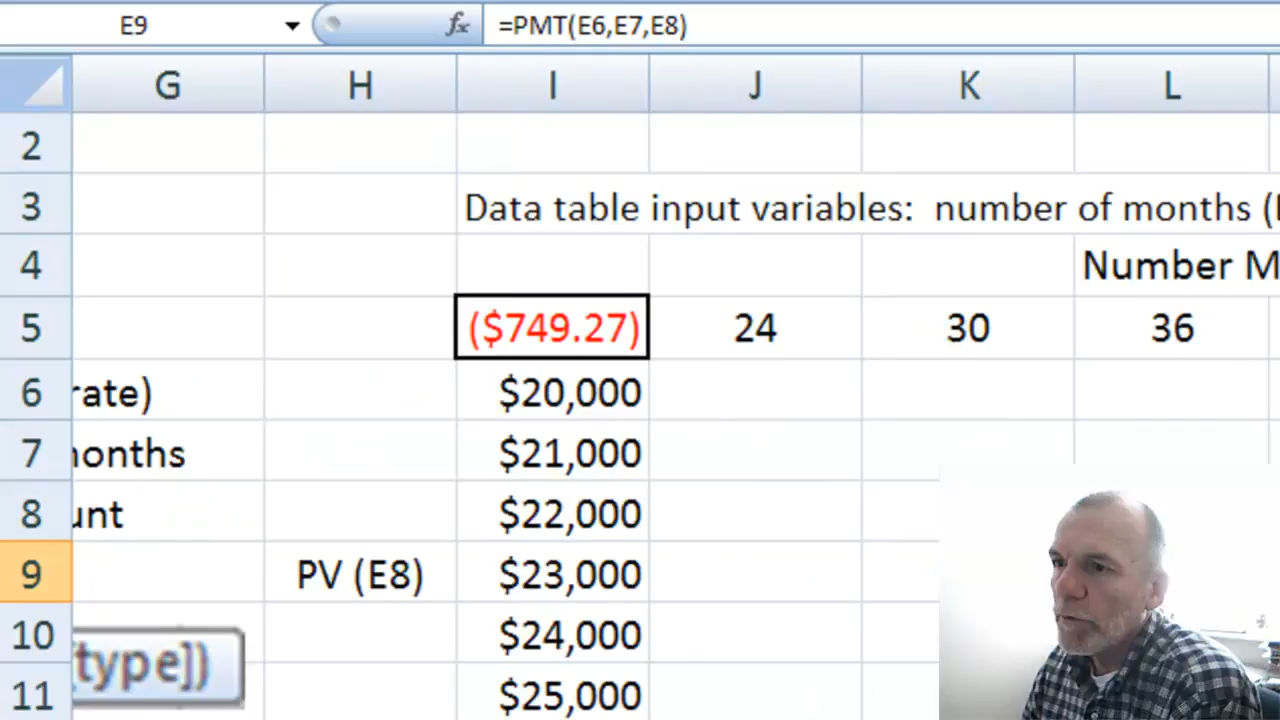 E9 fx =PMT(E6,E7,E8)
G H I J K L
2
3 Data table input variables: number of months (
4 Number M
5 ($749.27) 24 30 36
6 rate) $20,000
7 months $21,000
8 unt $22,000
9 PV (E8) $23,000
10 $24,000
[type])
11 $25,000